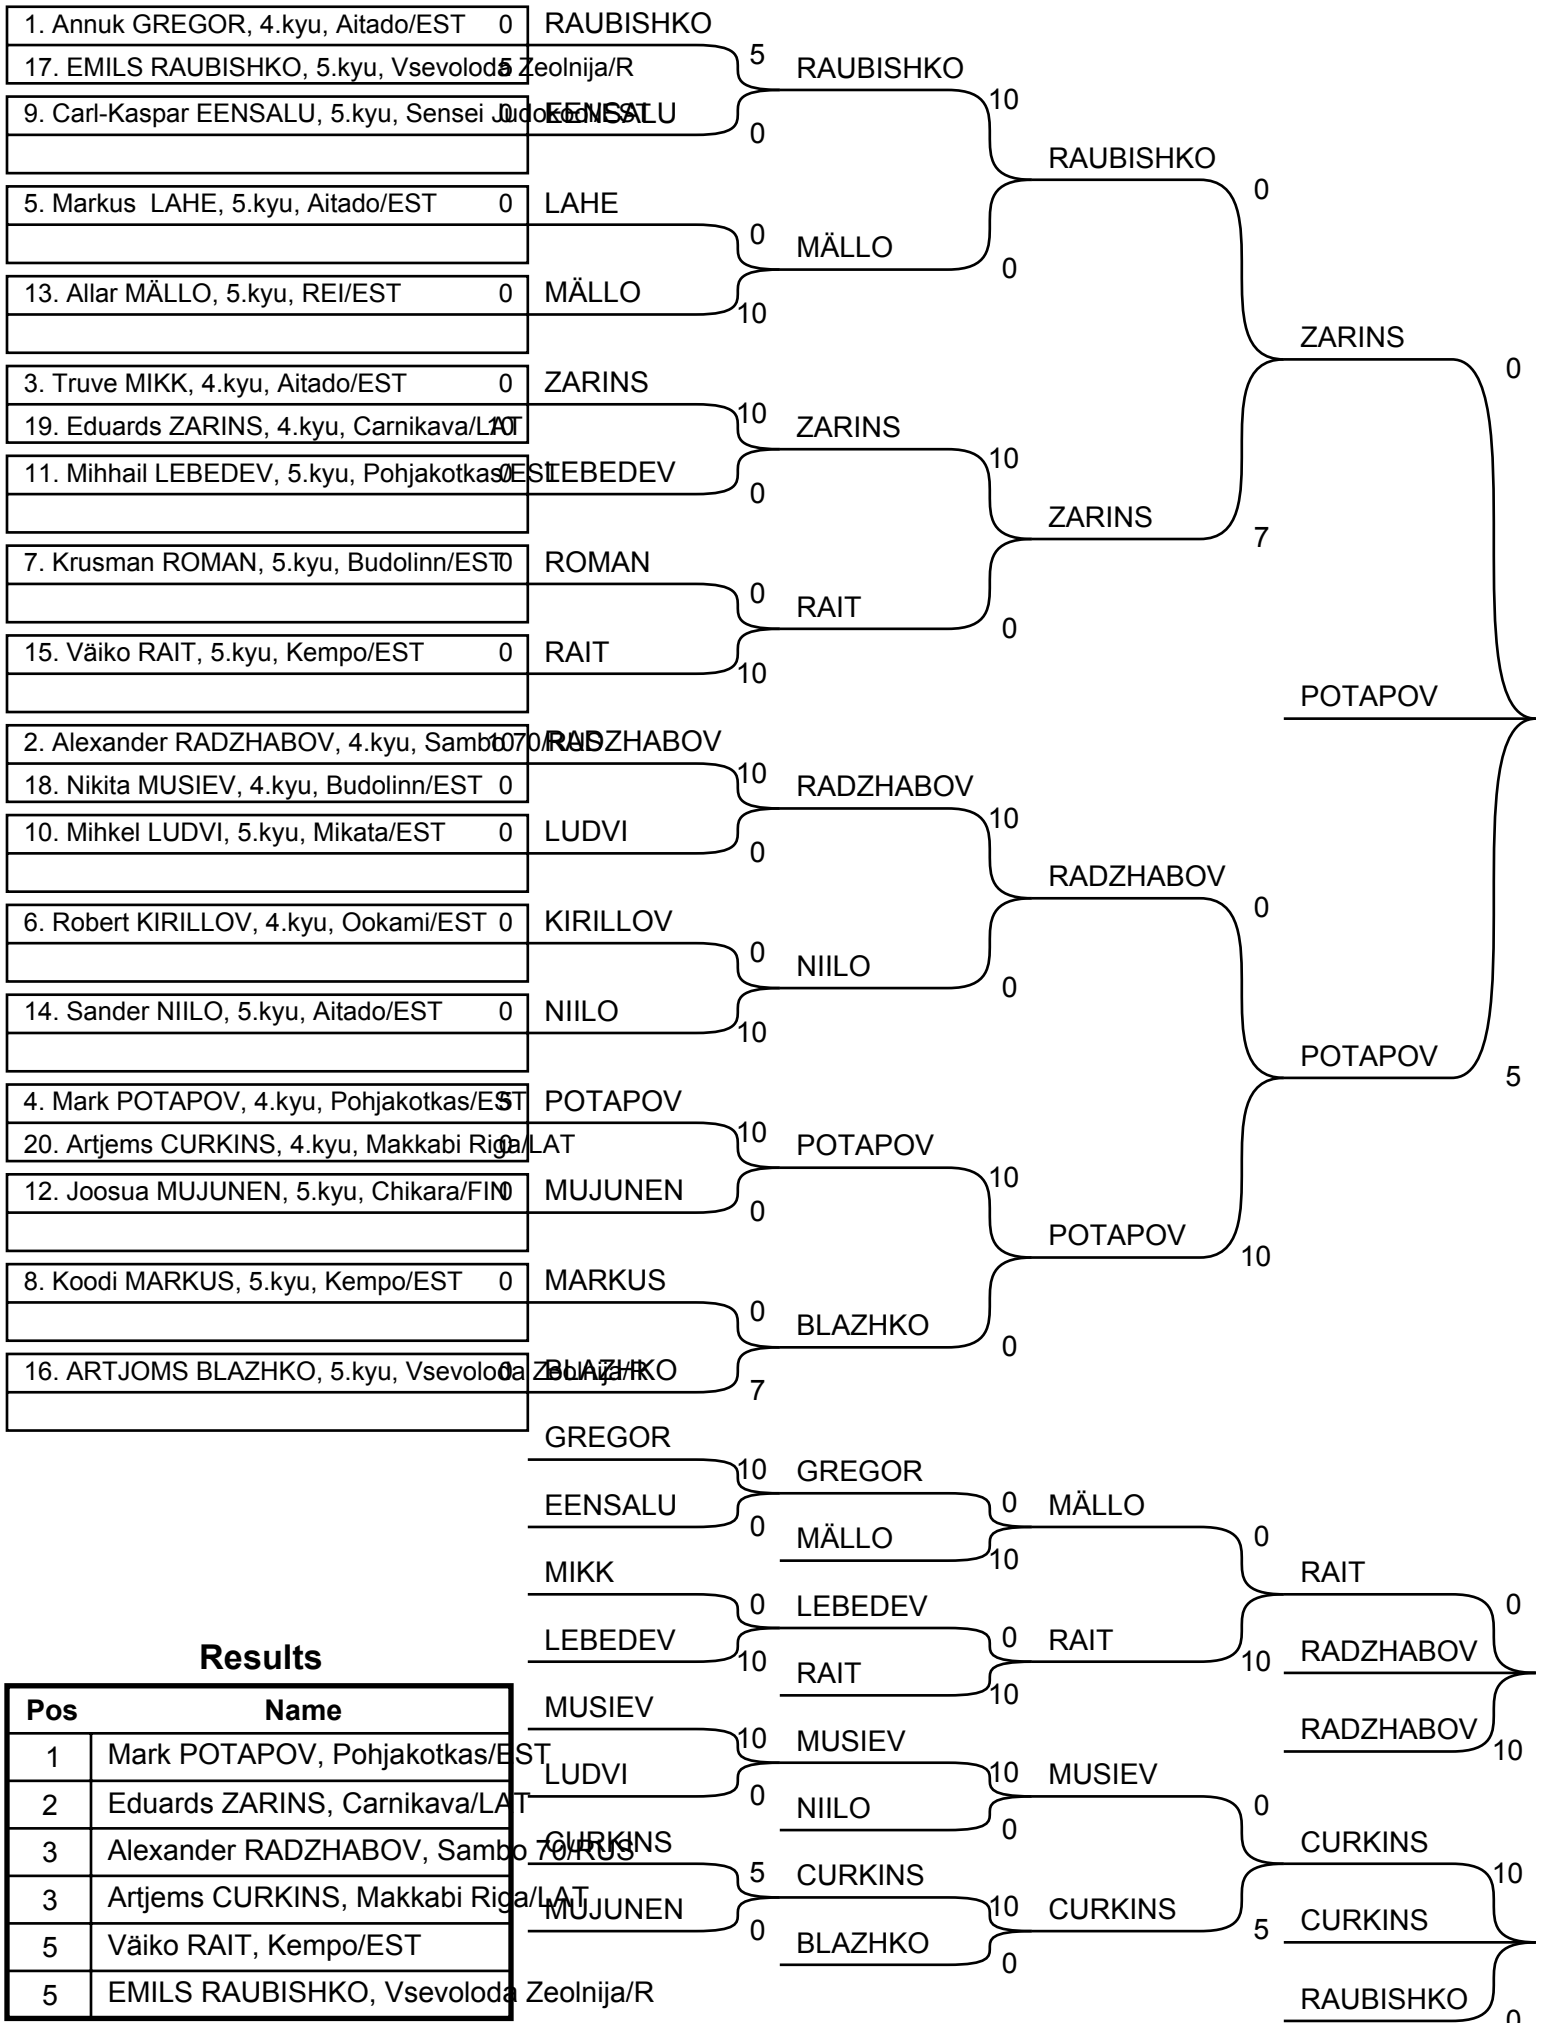 1. Annuk GREGOR, 4.kyu, Aitado/EST 0 RAUBISHKO
5
17. EMILS RAUBISHKO, 5.kyu, Vsevoloda Zeolnija/R 5
RAUBISHKO
10
9. Carl-Kaspar EENSALU, 5.kyu, Sensei Judokool/EST 0 EENSALU
0
RAUBISHKO
0
5. Markus LAHE, 5.kyu, Aitado/EST 0 LAHE
0
MÄLLO
0
13. Allar MÄLLO, 5.kyu, REI/EST 0 MÄLLO
10
ZARINS
0
3. Truve MIKK, 4.kyu, Aitado/EST 0 ZARINS
10
19. Eduards ZARINS, 4.kyu, Carnikava/LAT 10
ZARINS
10
11. Mihhail LEBEDEV, 5.kyu, Pohjakotkas/EST 0 LEBEDEV
0
ZARINS
7
7. Krusman ROMAN, 5.kyu, Budolinn/EST 0 ROMAN
0
RAIT
0
15. Väiko RAIT, 5.kyu, Kempo/EST 0 RAIT
10
POTAPOV
2. Alexander RADZHABOV, 4.kyu, Sambo 70/RUS 10 RADZHABOV
10
18. Nikita MUSIEV, 4.kyu, Budolinn/EST 0
RADZHABOV
10
10. Mihkel LUDVI, 5.kyu, Mikata/EST 0 LUDVI
0
RADZHABOV
0
6. Robert KIRILLOV, 4.kyu, Ookami/EST 0 KIRILLOV
0
NIILO
0
14. Sander NIILO, 5.kyu, Aitado/EST 0 NIILO
10
POTAPOV
5
4. Mark POTAPOV, 4.kyu, Pohjakotkas/EST 5 POTAPOV
10
20. Artjems CURKINS, 4.kyu, Makkabi Riga/LAT 0
POTAPOV
10
12. Joosua MUJUNEN, 5.kyu, Chikara/FIN 0 MUJUNEN
0
POTAPOV
10
8. Koodi MARKUS, 5.kyu, Kempo/EST 0 MARKUS
0
BLAZHKO
0
16. ARTJOMS BLAZHKO, 5.kyu, Vsevoloda Zeolnija/R 0 BLAZHKO
7
GREGOR
10 GREGOR
0 MÄLLO
EENSALU
0 MÄLLO
10
0
MIKK
0 LEBEDEV
0 RAIT
LEBEDEV
10 RAIT
10
10
RAIT
0
RADZHABOV
RADZHABOV
10
MUSIEV
10 MUSIEV
10 MUSIEV
LUDVI
0 NIILO
0
0
CURKINS
5 CURKINS
10 CURKINS
MUJUNEN
0 BLAZHKO
0
5
CURKINS
10
CURKINS
RAUBISHKO
0
Results
Pos Name
1 Mark POTAPOV, Pohjakotkas/EST
2 Eduards ZARINS, Carnikava/LAT
3 Alexander RADZHABOV, Sambo 70/RUS
3 Artjems CURKINS, Makkabi Riga/LAT
5 Väiko RAIT, Kempo/EST
5 EMILS RAUBISHKO, Vsevoloda Zeolnija/R